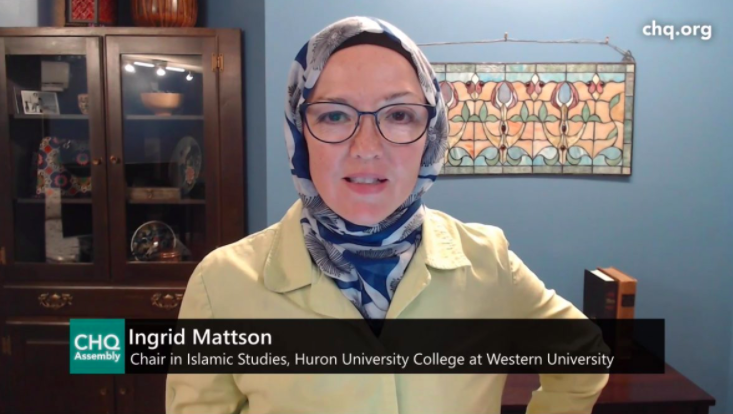 chq.org
CHQ
Assembly
Ingrid Mattson
Chair in Islamic Studies, Huron University College at Western University